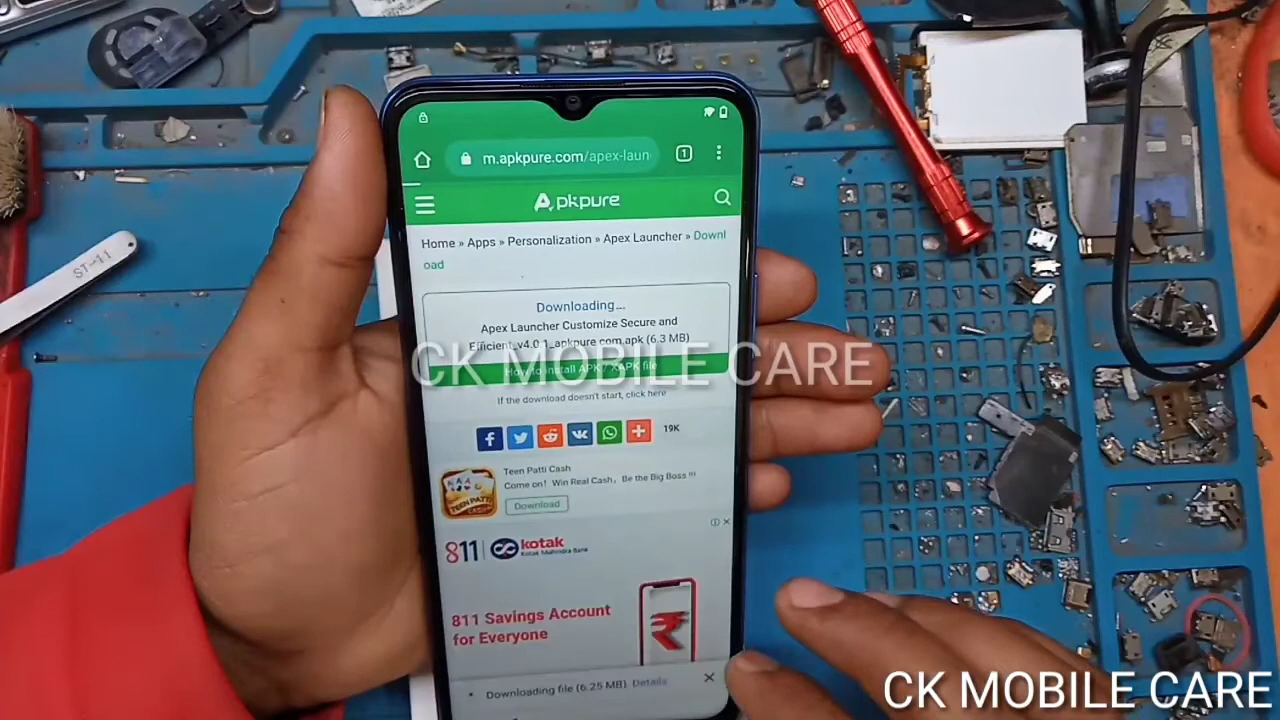 m.apkpure.com/apex-laun
1
Apkpure
Home » Apps » Personalization » Apex Launcher » Downl
oad
Downloading...
Apex Launcher Customize Secure and
Efficient_v4.0.1_apkpure.com.apk (6.3 MB)
How to install APK / XAPK file
CK MOBILE CARE
If the download doesn't start, click here
19K
Teen Patti Cash
Come on! Win Real Cash, Be the Big Boss !!!
TEEN PATTI
Download
811 kotak
Kotak Mahindra Bank
811 Savings Account
for Everyone
Downloading file (6.25 MB). Details
ST-11
CK MOBILE CARE